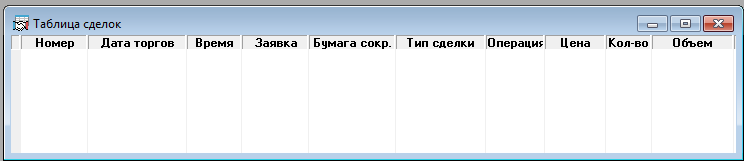 Таблица сделок
Номер Дата торгов Время Заявка Бумага сокр. Тип сделки Операция Цена Кол-во Объем